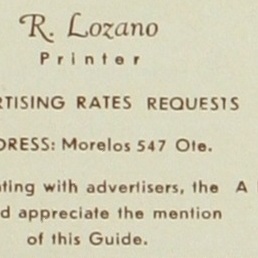 R. Lozano
Printer
RTISING RATES REQUESTS
DRESS: Morelos 547 Ote.
ting with advertisers, the A
d appreciate the mention
of this Guide.